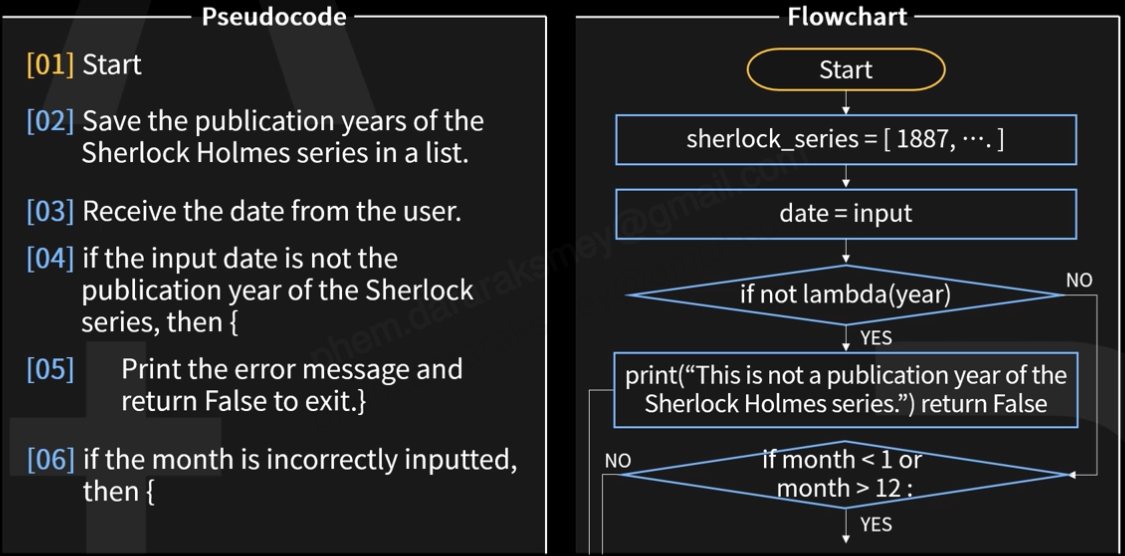 Pseudocode
[01] Start
[02] Save the publication years of the
Sherlock Holmes series in a list.
[03] Receive the date from the user.
[04] if the input date is not the
publication year of the Sherlock
series, then {
[05] Print the error message and
return False to exit.}
[06] if the month is incorrectly inputted,
then {
Flowchart
Start
sherlock_series = [ 1887, ···. ]
date = input
if not lambda(year)
NO
YES
print(“This is not a publication year of the
Sherlock Holmes series.”) return False
NO
if month < 1 or
month > 12 :
YES